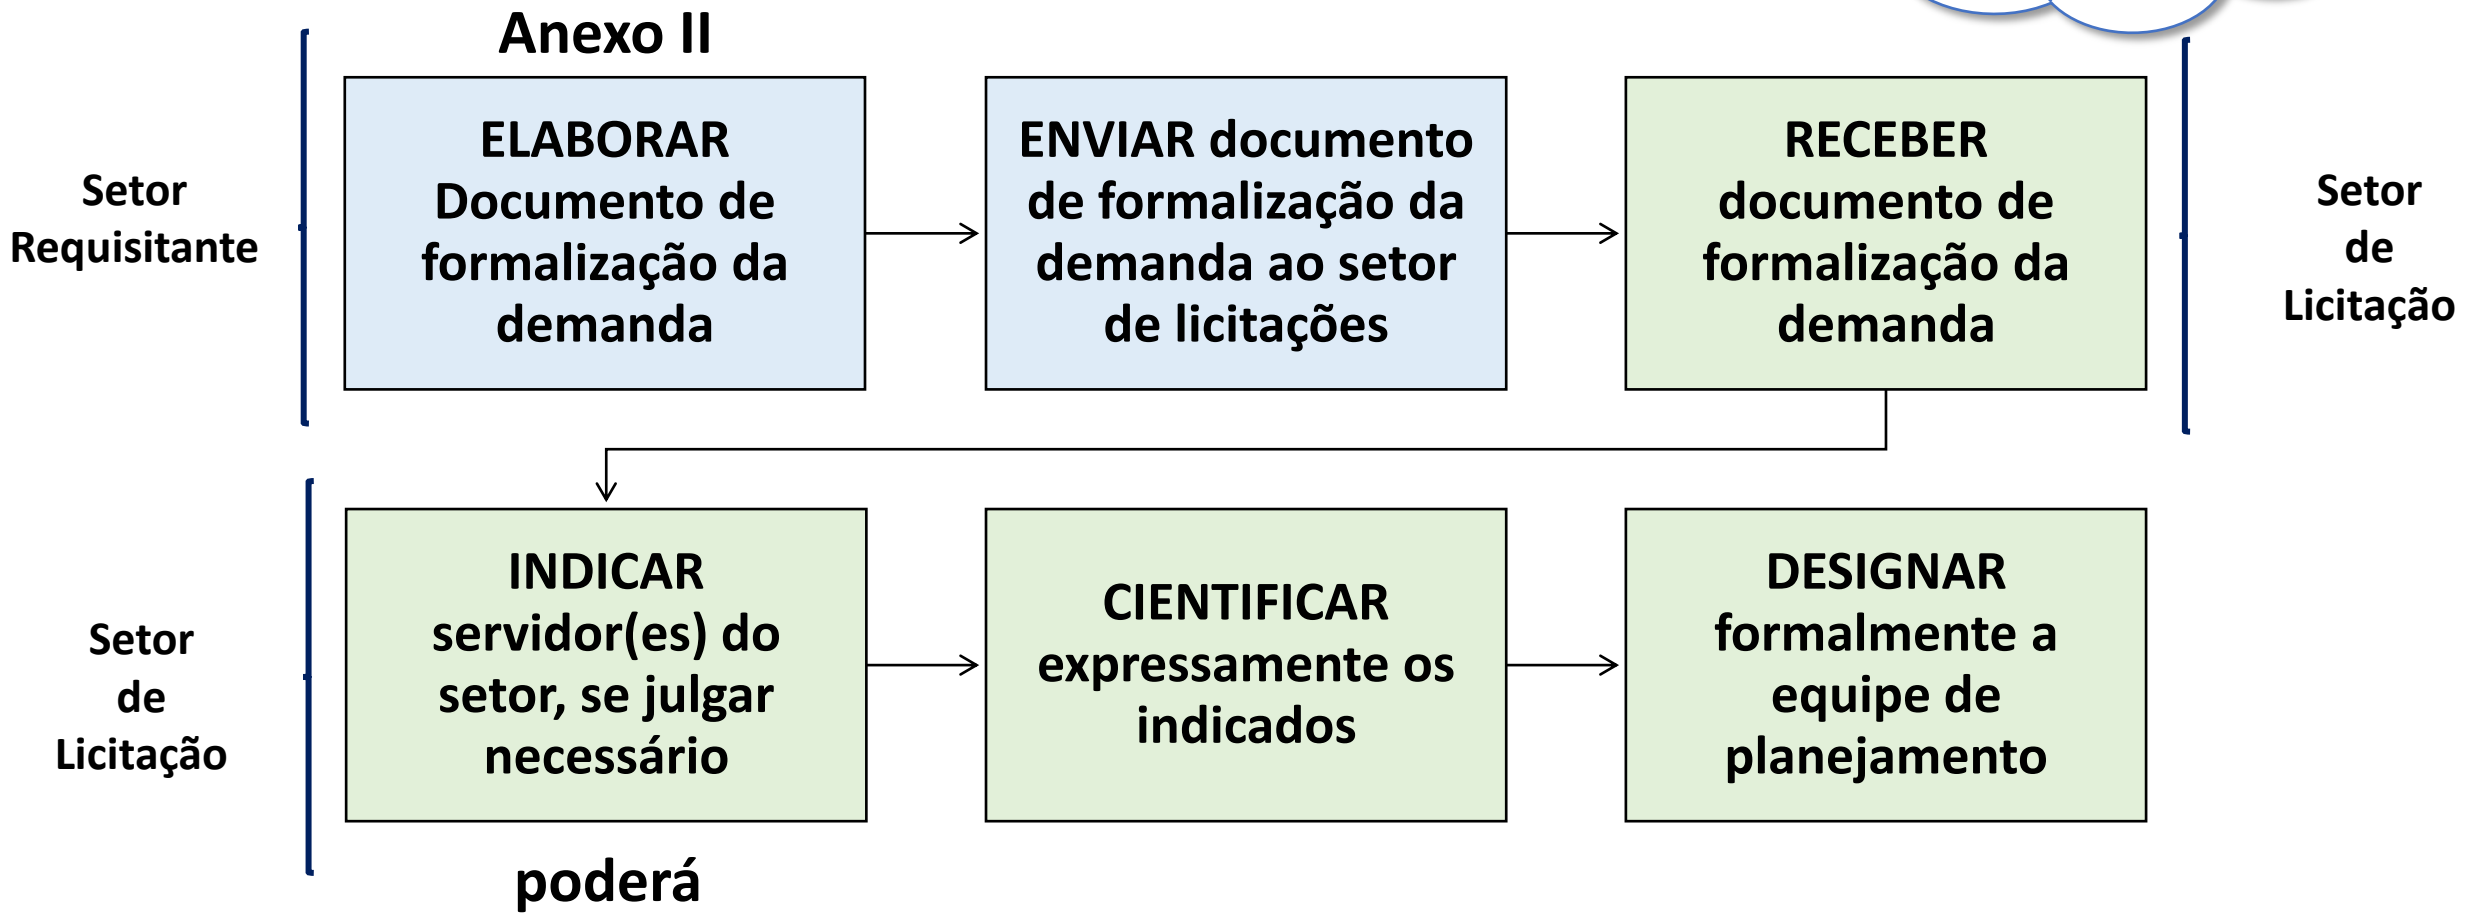 Anexo II
Setor
Requisitante
ELABORAR
Documento de
formalização da
demanda
ENVIAR documento
de formalização da
demanda ao setor
de licitações
RECEBER
documento de
formalização da
demanda
Setor
de
Licitação
Setor
de
Licitação
INDICAR
servidor(es) do
setor, se julgar
necessário
CIENTIFICAR
expressamente os
indicados
DESIGNAR
formalmente a
equipe de
planejamento
poderá